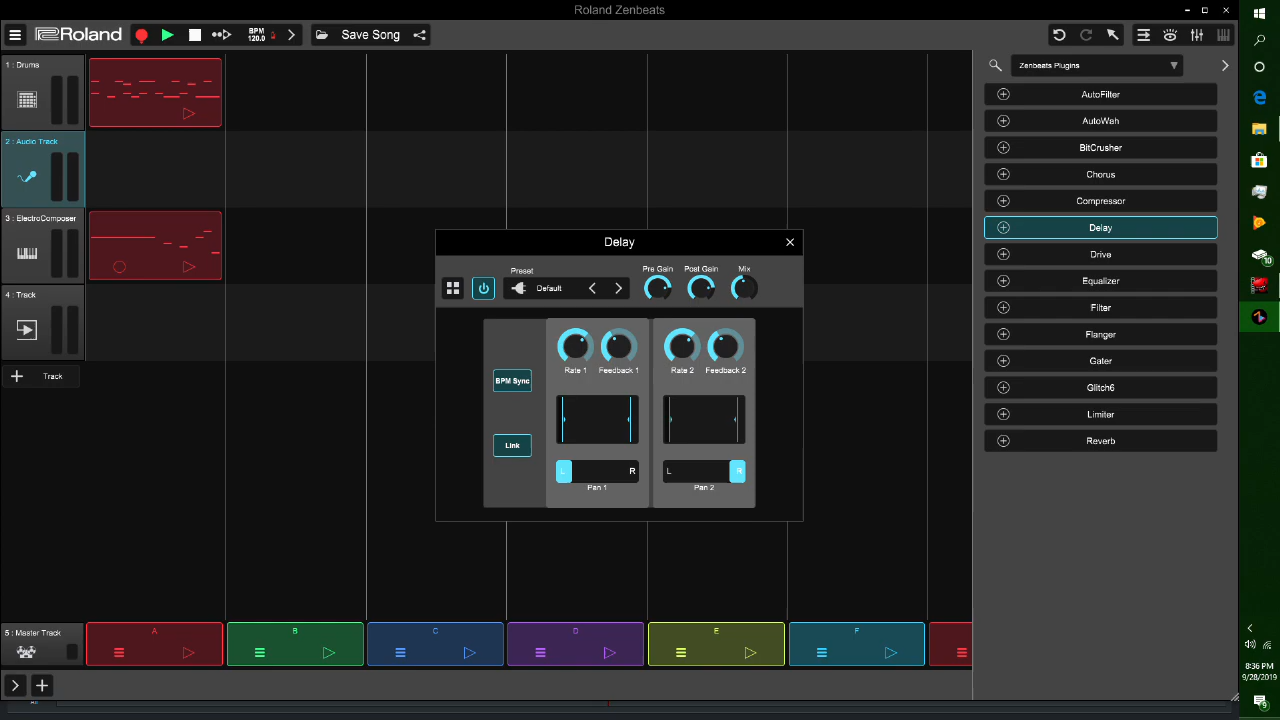 Roland Zenbeats
Roland
BPM
120.0
Save Song
1 : Drums
2 : Audio Track
3 : ElectroComposer
4 : Track
Track
Zenbeats Plugins
AutoFilter
AutoWah
BitCrusher
Chorus
Compressor
Delay
Drive
Equalizer
Filter
Flanger
Gater
Glitch6
Limiter
Reverb
Delay
Preset
Default
Pre Gain
Post Gain
Mix
BPM Sync
Link
Rate 1
Feedback 1
Rate 2
Feedback 2
L
R
Pan 1
L
R
Pan 2
5 : Master Track
A
B
C
D
E
F
10
8:36 PM
9/28/2019
9